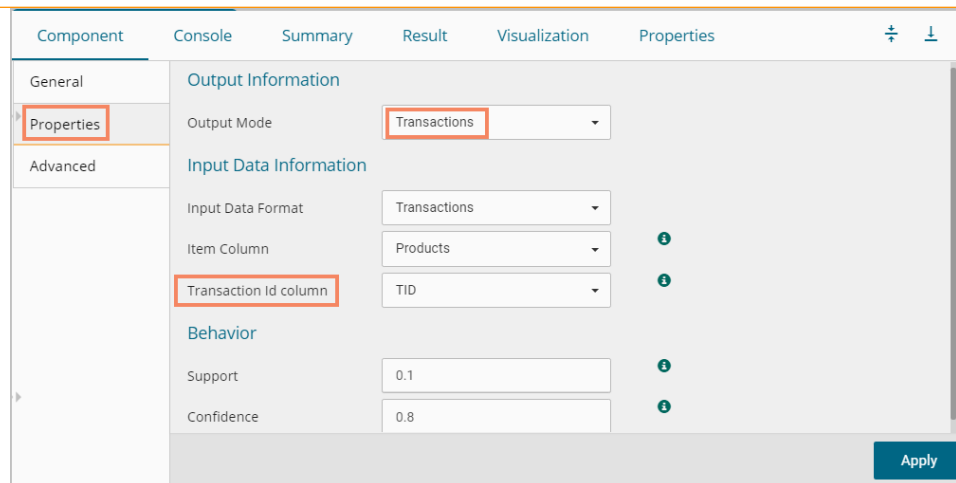 Component Console Summary Result Visualization Properties
General
Properties
Advanced
Output Information
Output Mode Transactions
Input Data Information
Input Data Format Transactions
Item Column Products
Transaction Id column TID
Behavior
Support 0.1
Confidence 0.8
Apply